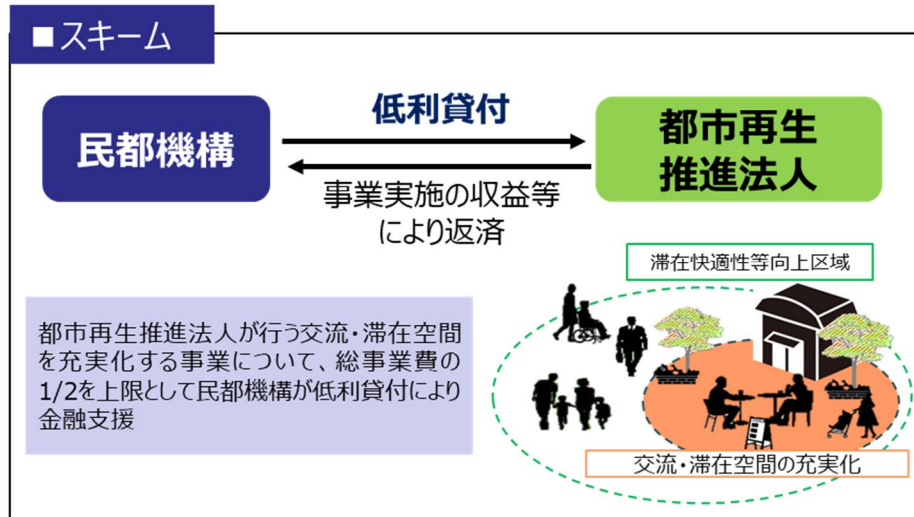 ■スキーム
民都機構
低利貸付
都市再生
推進法人
事業実施の収益等
により返済
滞在快適性等向上区域
都市再生推進法人が行う交流・滞在空間
を充実化する事業について、総事業費の
1/2を上限として民都機構が低利貸付により
金融支援
交流・滞在空間の充実化